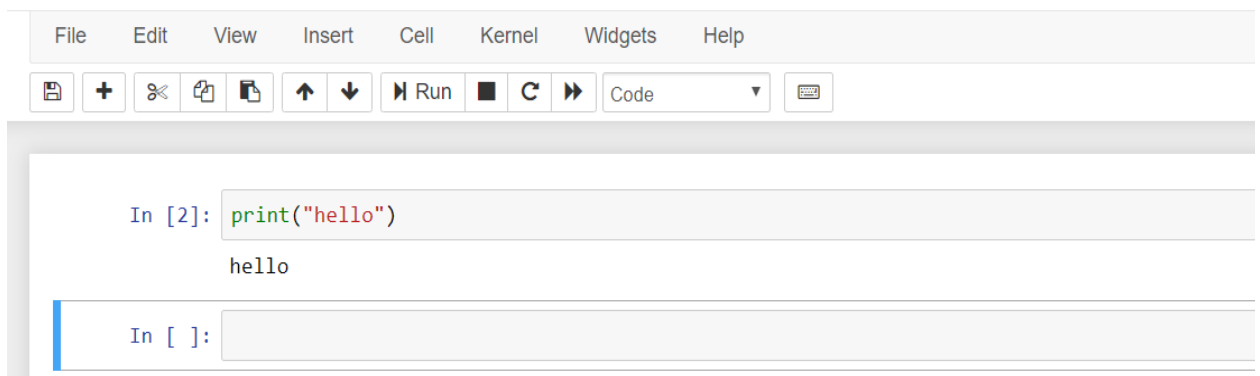 File Edit View Insert Cell Kernel Widgets Help
Run Code
In [2]: print("hello")
hello
In [ ]: